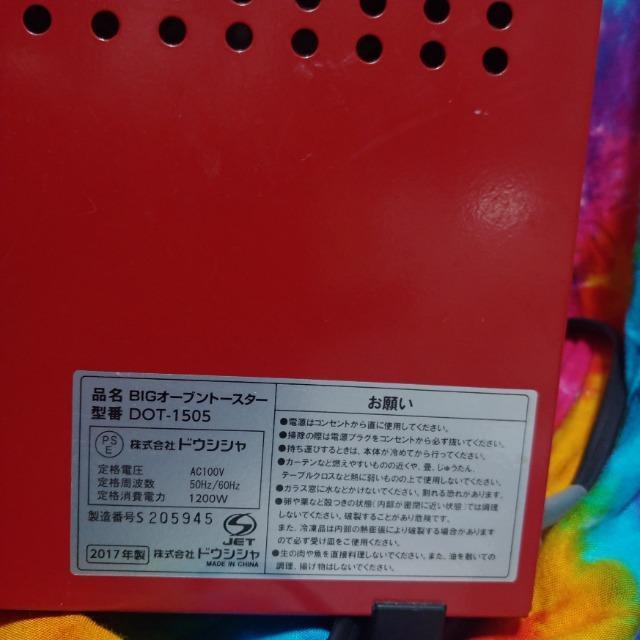 品名 BIGオーブントースター
型番 DOT-1505
PS
E
株式会社ドウシシャ
定格電圧 AC100V
定格周波数 50Hz/60Hz
定格消費電力 1200W
製造番号S 205945
S
JET
2017年製 株式会社ドウシシャ
MADE IN CHINA
お願い
●電源はコンセントから直に使用してください。
●掃除の際は電源プラグをコンセントから必ず抜いてください。
●持ち運びするときは、本体が冷めてから行ってください。
●カーテンなど燃えやすいものの近くや、畳、じゅうたん、
テーブルクロスなど熱に弱いものの上で使用しないでください。
●ガラス窓に水などかけないでください。割れる恐れがあります。
●卵や栗など殻つきの状態(内部が密閉に近い状態)では調理
しないでください。破裂することがあり危険です。
また、冷凍品は内部の熱膨張により破裂する場合があります
ので必ず受け皿をご使用ください。
●生の肉や魚を直接料理しないでください。また、油を敷いての
調理、揚げ物はしないでください。